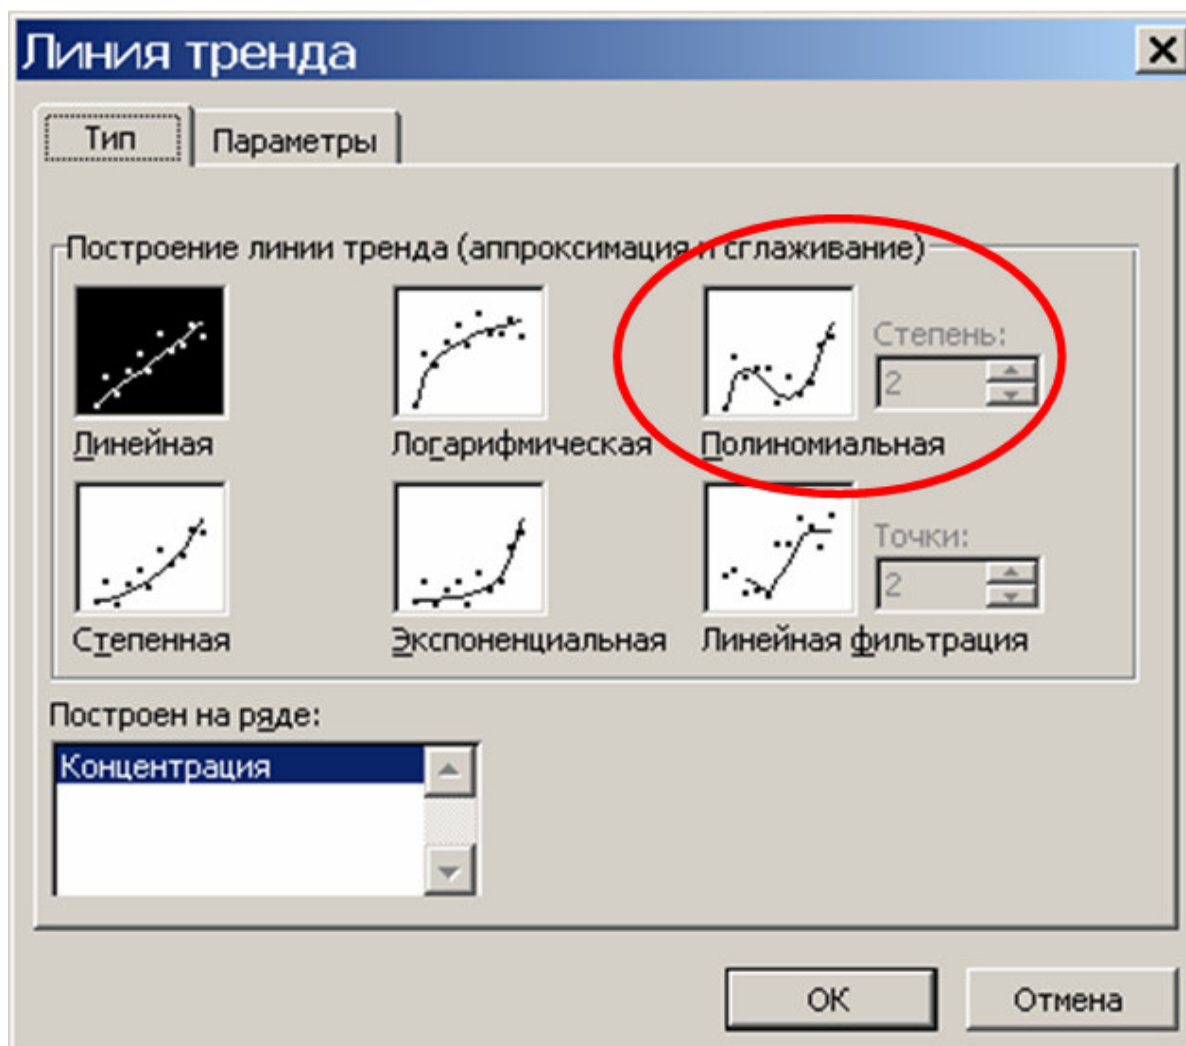 Линия тренда
Тип Параметры
Построение линии тренда (аппроксимация и сглаживание)
Степень:
2
Линейная Логарифмическая Полиномиальная
Точки:
2
Степенная Экспоненциальная Линейная фильтрация
Построен на ряде:
Концентрация
ОК Отмена